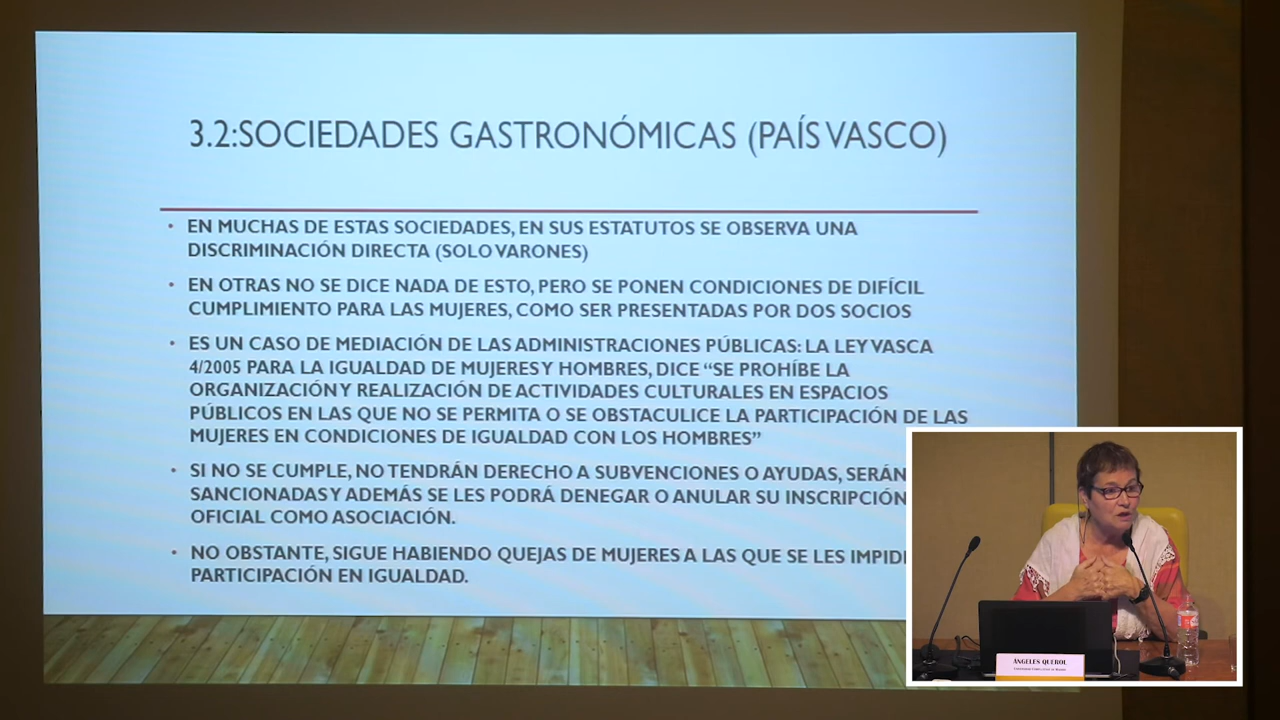 3.2:SOCIEDADES GASTRONÓMICAS (PAÍS VASCO)
• EN MUCHAS DE ESTAS SOCIEDADES, EN SUS ESTATUTOS SE OBSERVA UNA
DISCRIMINACIÓN DIRECTA (SOLO VARONES)
• EN OTRAS NO SE DICE NADA DE ESTO, PERO SE PONEN CONDICIONES DE DIFÍCIL
CUMPLIMIENTO PARA LAS MUJERES, COMO SER PRESENTADAS POR DOS SOCIOS
• ES UN CASO DE MEDIACIÓN DE LAS ADMINISTRACIONES PÚBLICAS: LA LEY VASCA
4/2005 PARA LA IGUALDAD DE MUJERES Y HOMBRES, DICE “SE PROHÍBE LA
ORGANIZACIÓN Y REALIZACIÓN DE ACTIVIDADES CULTURALES EN ESPACIOS
PÚBLICOS EN LAS QUE NO SE PERMITA O SE OBSTACULICE LA PARTICIPACIÓN DE LAS
MUJERES EN CONDICIONES DE IGUALDAD CON LOS HOMBRES”
• SI NO SE CUMPLE, NO TENDRÁN DERECHO A SUBVENCIONES O AYUDAS, SERÁN
SANCIONADAS Y ADEMÁS SE LES PODRÁ DENEGAR O ANULAR SU INSCRIPCIÓN
OFICIAL COMO ASOCIACIÓN.
• NO OBSTANTE, SIGUE HABIENDO QUEJAS DE MUJERES A LAS QUE SE LES IMPID
PARTICIPACIÓN EN IGUALDAD.
ÁNGELES QUEROL